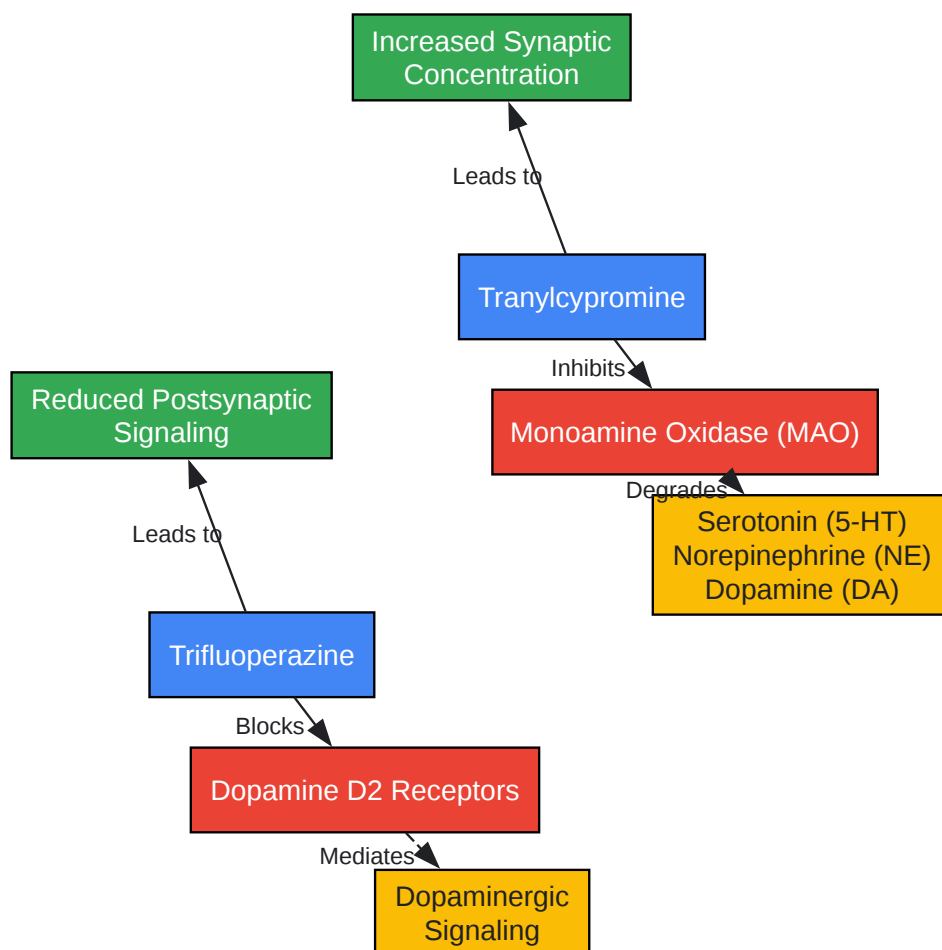 Increased Synaptic
Concentration
Leads to
Tranylcypromine
Inhibits
Monoamine Oxidase (MAO)
Degrades
Serotonin (5-HT)
Norepinephrine (NE)
Dopamine (DA)
Reduced Postsynaptic
Signaling
Leads to
Trifluoperazine
Blocks
Dopamine D2 Receptors
Mediates
Dopaminergic
Signaling